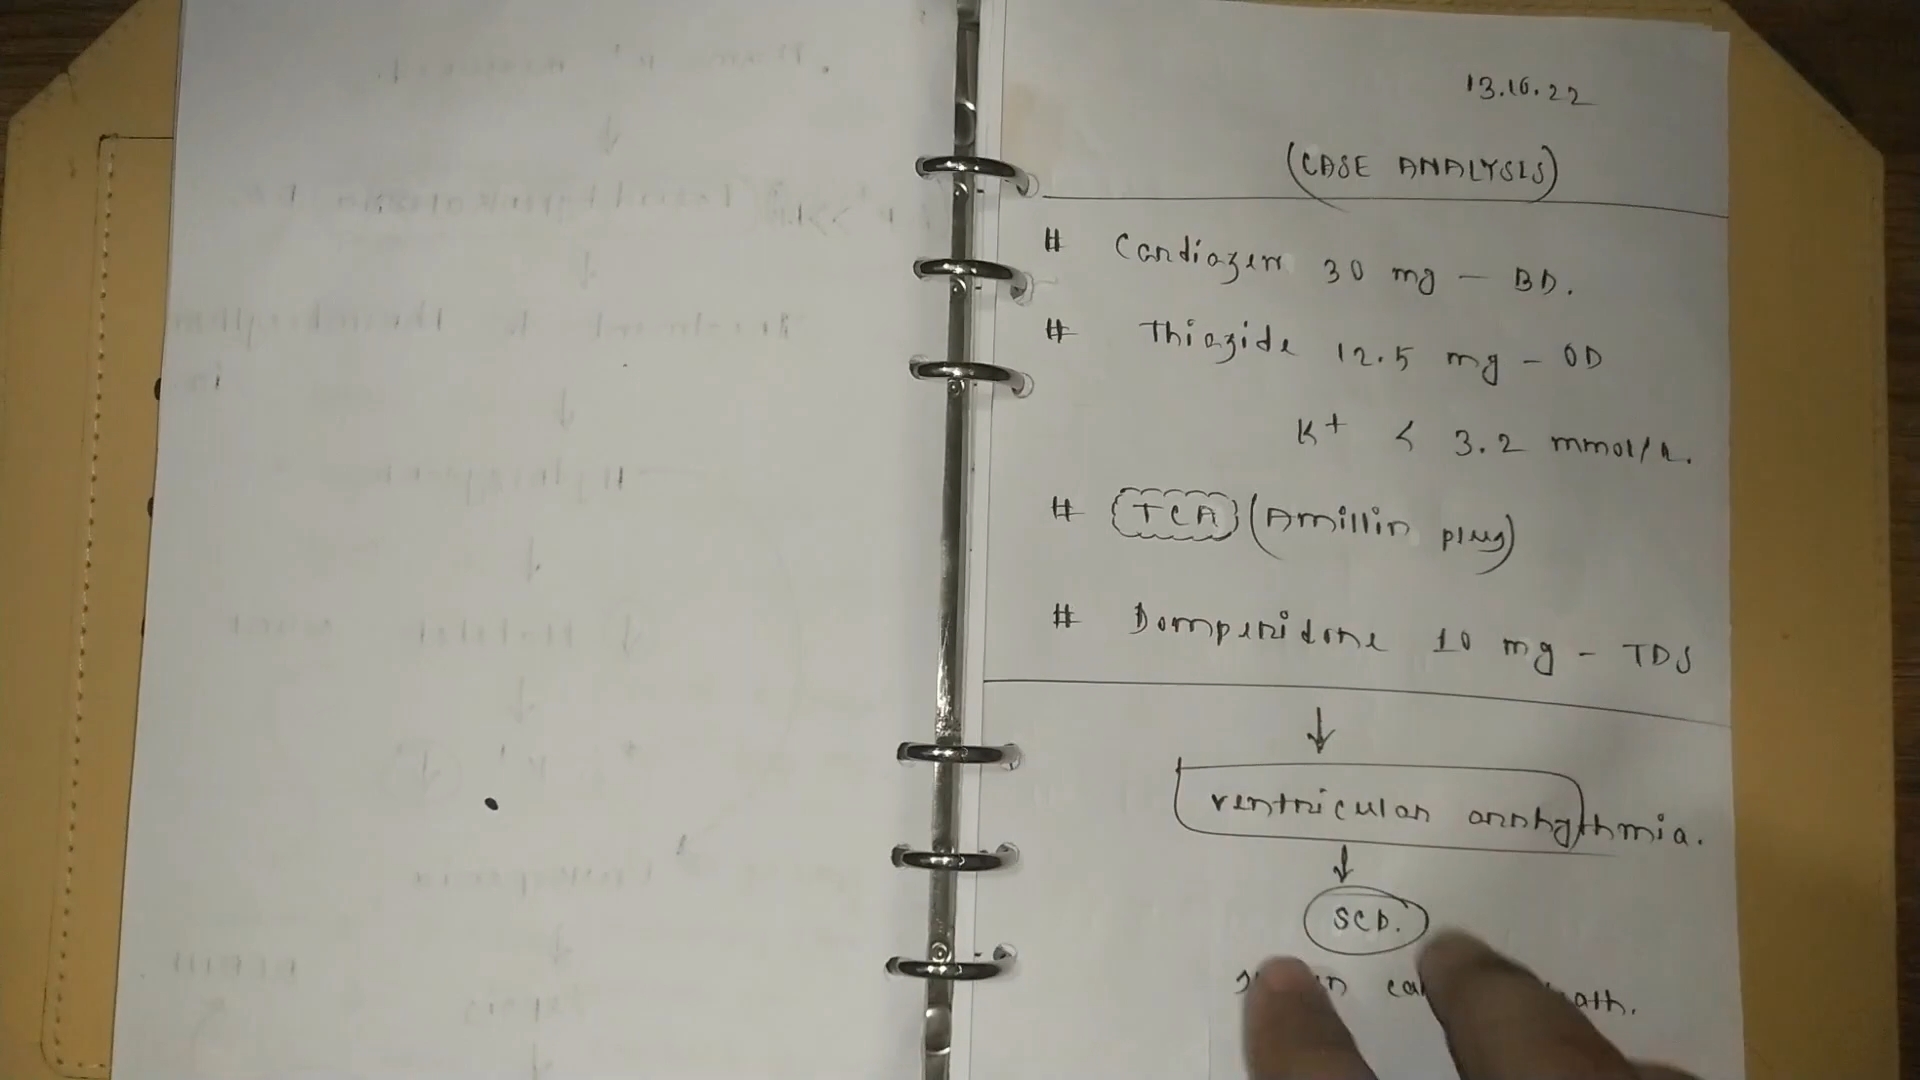 13.10.22
(CASE ANALYSIS)
# Cardiazem 30 mg – BD.
# Thiazide 12.5 mg – OD
K+ < 3.2 mmol/L.
# TCA (Amillin plus)
# Domperidone 10 mg – TDS
↓
ventricular arrhythmia.
↓
SCD.